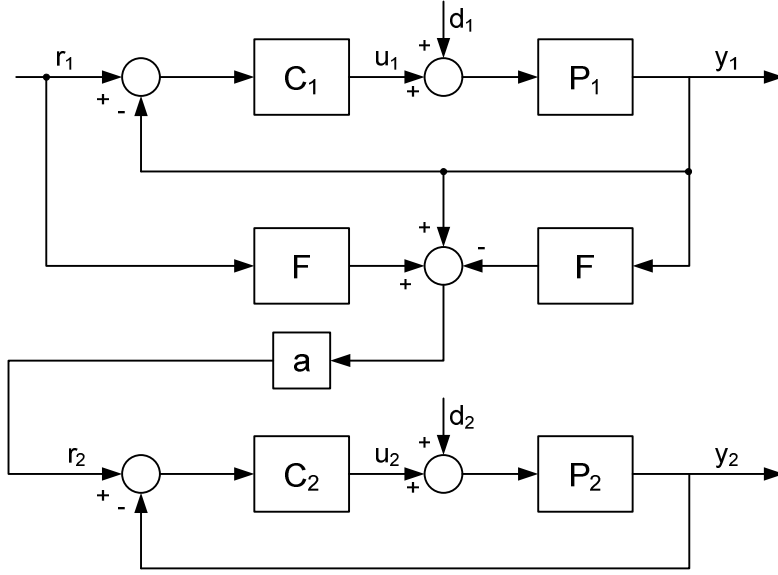 d₁
r₁ + - C₁ u₁ + + P₁ y₁
+ -
F + F
a
d₂
r₂ + - C₂ u₂ + + P₂ y₂